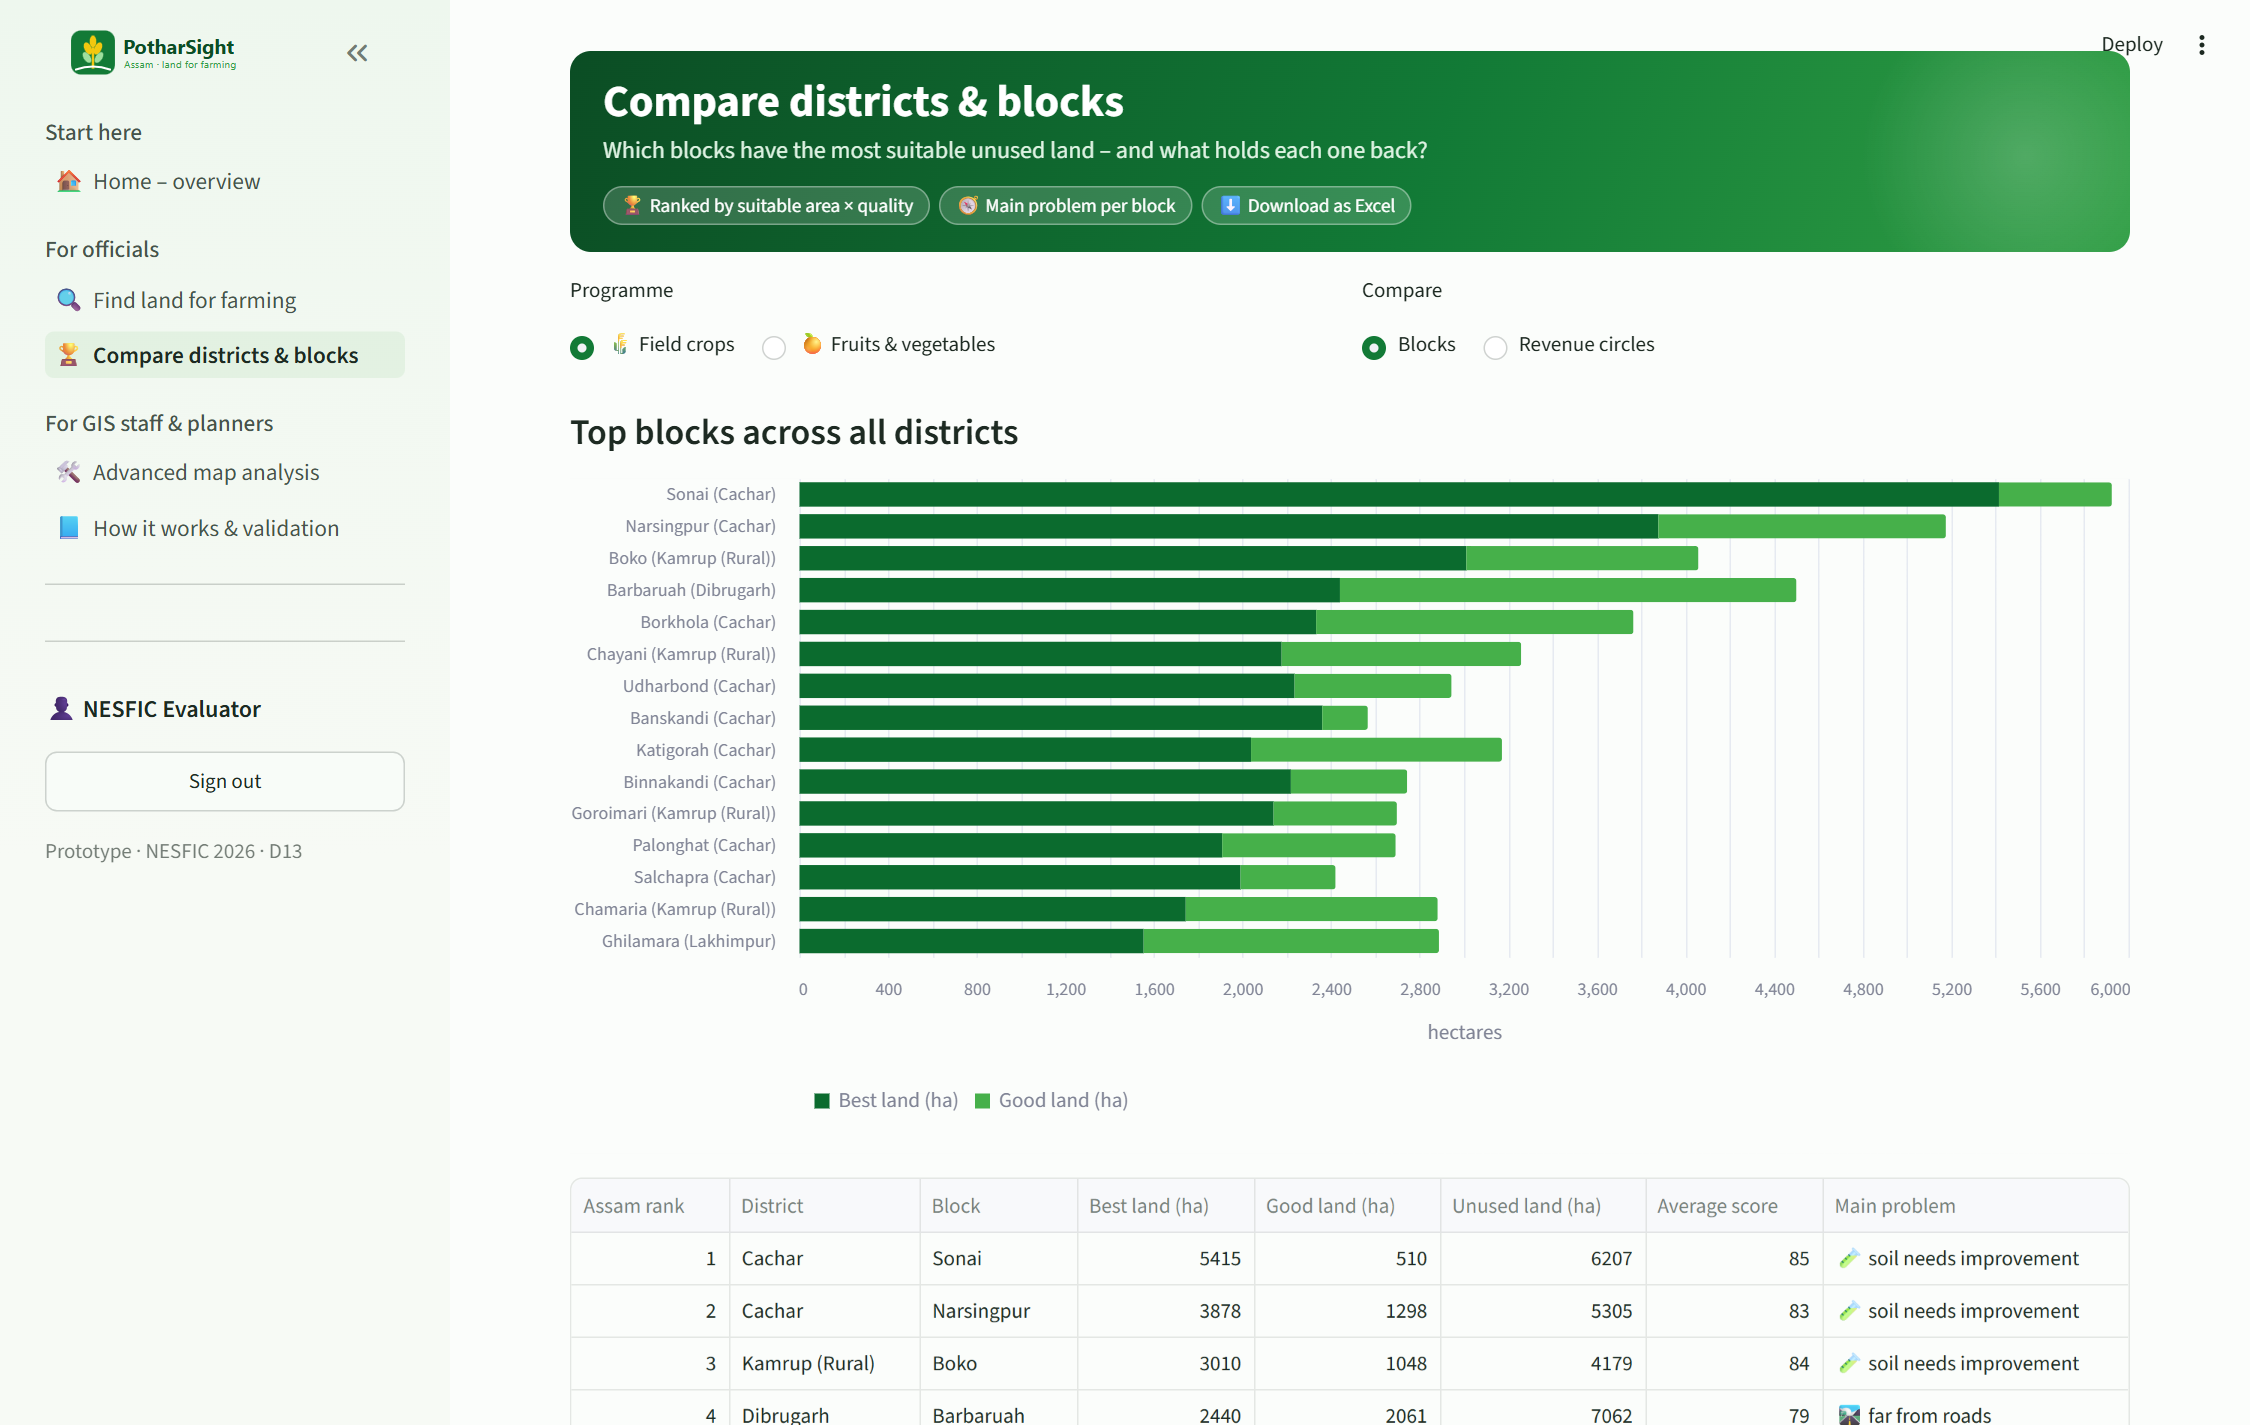 PotharSight
Assam · land for farming
Start here
Home – overview
For officials
Find land for farming
Compare districts & blocks
For GIS staff & planners
Advanced map analysis
How it works & validation
NESFIC Evaluator
Sign out
Prototype · NESFIC 2026 · D13
Deploy
Compare districts & blocks
Which blocks have the most suitable unused land – and what holds each one back?
Ranked by suitable area × quality
Main problem per block
Download as Excel
Programme
Field crops
Fruits & vegetables
Compare
Blocks
Revenue circles
Top blocks across all districts
Sonai (Cachar)
Narsingpur (Cachar)
Boko (Kamrup (Rural))
Barbaruah (Dibrugarh)
Borkhola (Cachar)
Chayani (Kamrup (Rural))
Udharbond (Cachar)
Banskandi (Cachar)
Katigorah (Cachar)
Binnakandi (Cachar)
Goroimari (Kamrup (Rural))
Palonghat (Cachar)
Salchapra (Cachar)
Chamaria (Kamrup (Rural))
Ghilamara (Lakhimpur)
0 400 800 1,200 1,600 2,000 2,400 2,800 3,200 3,600 4,000 4,400 4,800 5,200 5,600 6,000
hectares
Best land (ha) Good land (ha)
Assam rank District Block Best land (ha) Good land (ha) Unused land (ha) Average score Main problem
1 Cachar Sonai 5415 510 6207 85 soil needs improvement
2 Cachar Narsingpur 3878 1298 5305 83 soil needs improvement
3 Kamrup (Rural) Boko 3010 1048 4179 84 soil needs improvement
4 Dibrugarh Barbaruah 2440 2061 7062 79 far from roads